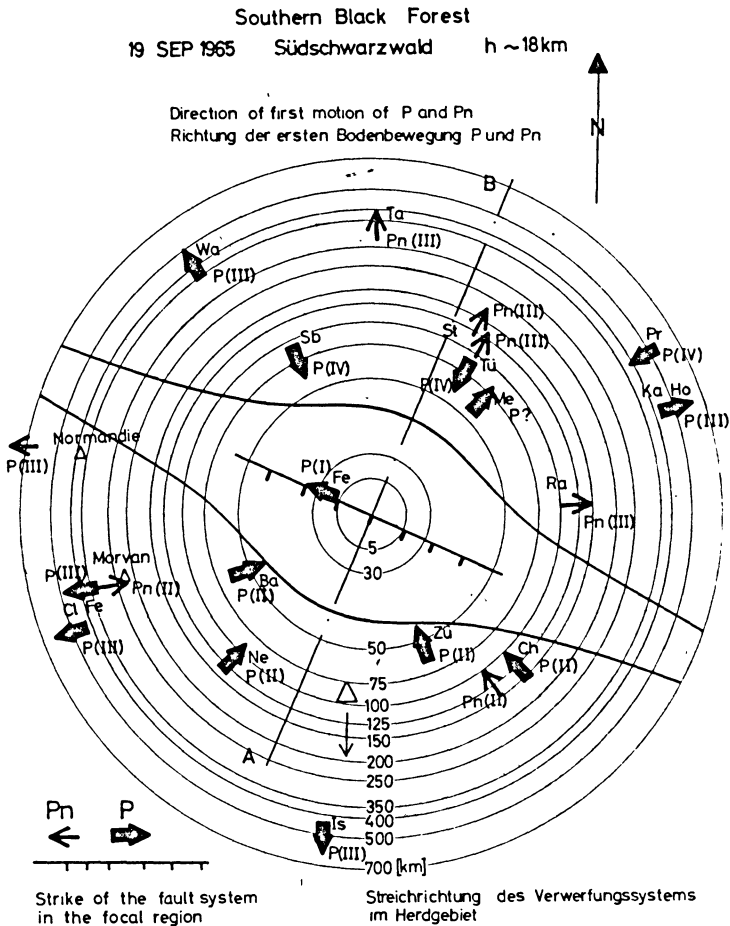 Southern Black Forest
19 SEP 1965 Südschwarzwald h ~18km
Direction of first motion of P and Pn
Richtung der ersten Bodenbewegung P und Pn
N
B
Ta
Pn (III)
Wa
P(III)
Pn(III)
Sb
P(IV)
St
Pn(III)
Tü
P(IV)
Me
P?
Pr
P(IV)
Ka Ho
P(III)
Normandie
P(III)
P(I)
Fe
Ra
Pn(III)
5
30
Morvan
P(III)
Pn(II)
Cl Fe
P(III)
Ba
P(II)
Ne
P(II)
Zü
P(II)
Ch
P(II)
Pn(II)
50
75
100
125
150
200
250
350
400
500
700 [km]
A
Is
P(III)
Pn P
Strike of the fault system
in the focal region
Streichrichtung des Verwerfungssystems
im Herdgebiet